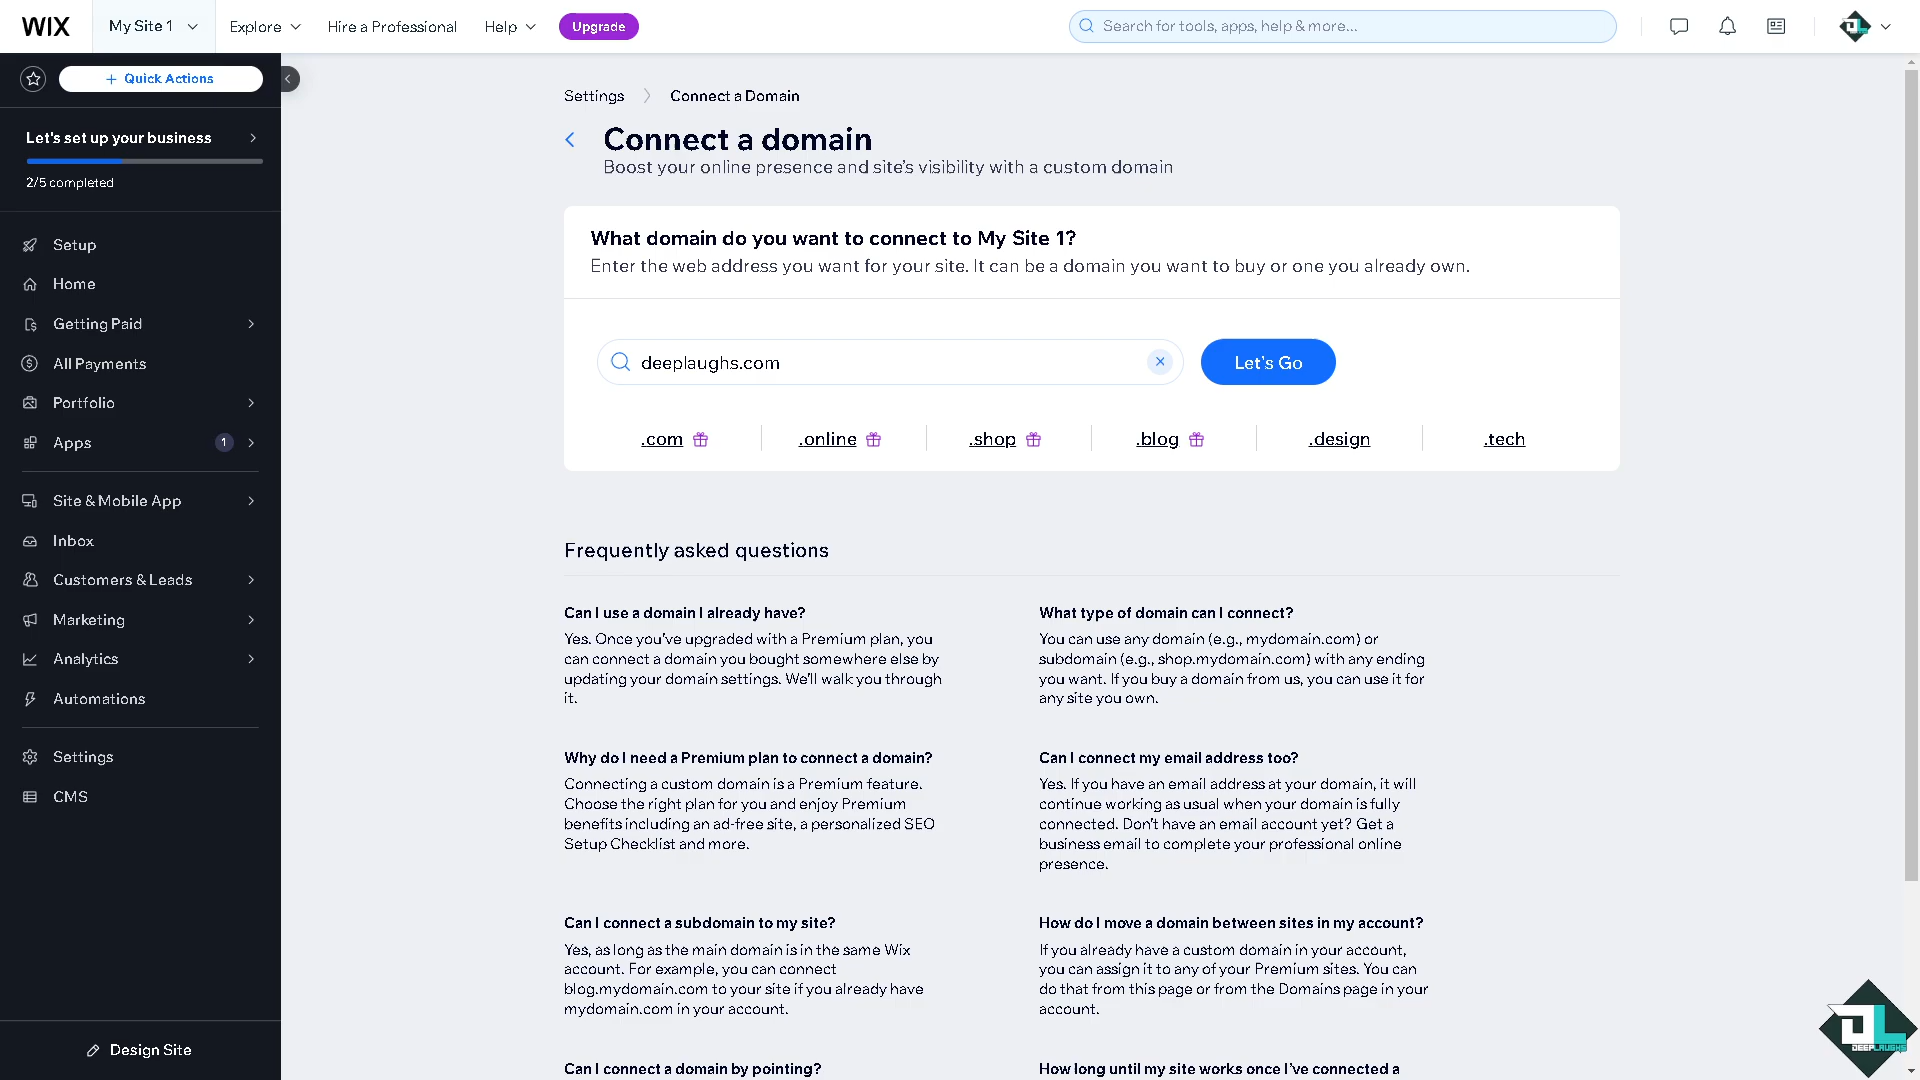 WIX
My Site 1
Explore
Hire a Professional
Help
Upgrade
Search for tools, apps, help & more...
Quick Actions
Let's set up your business
2/5 completed
Setup
Home
Getting Paid
All Payments
Portfolio
Apps
1
Site & Mobile App
Inbox
Customers & Leads
Marketing
Analytics
Automations
Settings
CMS
Design Site
Settings
Connect a Domain
Connect a domain
Boost your online presence and site's visibility with a custom domain
What domain do you want to connect to My Site 1?
Enter the web address you want for your site. It can be a domain you want to buy or one you already own.
deeplaughs.com
Let's Go
.com
.online
.shop
.blog
.design
.tech
Frequently asked questions
Can I use a domain I already have?
Yes. Once you've upgraded with a Premium plan, you
can connect a domain you bought somewhere else by
updating your domain settings. We'll walk you through
it.
What type of domain can I connect?
You can use any domain (e.g., mydomain.com) or
subdomain (e.g., shop.mydomain.com) with any ending
you want. If you buy a domain from us, you can use it for
any site you own.
Why do I need a Premium plan to connect a domain?
Connecting a custom domain is a Premium feature.
Choose the right plan for you and enjoy Premium
benefits including an ad-free site, a personalized SEO
Setup Checklist and more.
Can I connect my email address too?
Yes. If you have an email address at your domain, it will
continue working as usual when your domain is fully
connected. Don't have an email account yet? Get a
business email to complete your professional online
presence.
Can I connect a subdomain to my site?
Yes, as long as the main domain is in the same Wix
account. For example, you can connect
blog.mydomain.com to your site if you already have
mydomain.com in your account.
How do I move a domain between sites in my account?
If you already have a custom domain in your account,
you can assign it to any of your Premium sites. You can
do that from this page or from the Domains page in your
account.
Can I connect a domain by pointing?
How long until my site works once I've connected a
DL
DEEPLAUGHS